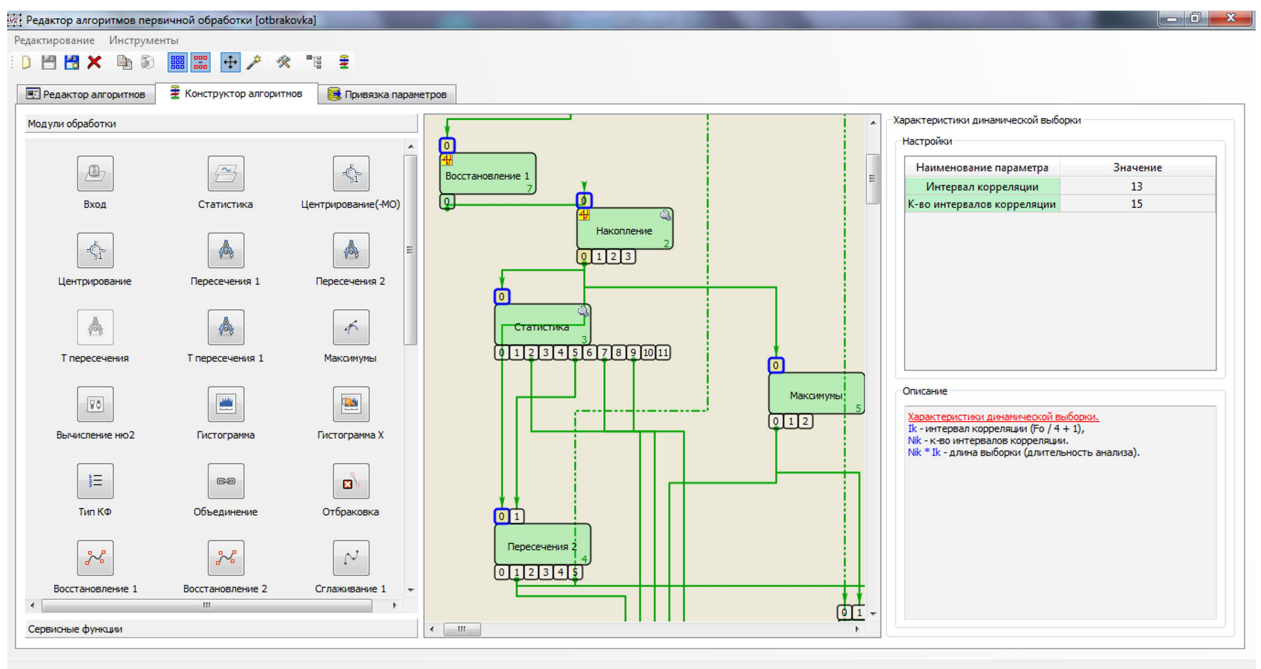 Редактор алгоритмов первичной обработки [otbrakovka]
Редактирование Инструменты
Редактор алгоритмов Конструктор алгоритмов Привязка параметров
Модули обработки
Вход Статистика Центрирование(-МО)
Центрирование Пересечения 1 Пересечения 2
Т пересечения Т пересечения 1 Максимумы
Вычисление ню2 Гистограмма Гистограмма Х
Тип КФ Объединение Отбраковка
Восстановление 1 Восстановление 2 Сглаживание 1
Сервисные функции
0
Восстановление 1
7
0
0
Накопление
2
0 1 2 3
0
Статистика
3
0 1 2 3 4 5 6 7 8 9 10 11
0
Максимумы
5
0 1 2
0 1
Пересечения 2
4
0 1 2 3 4 5
0 1
Характеристики динамической выборки
Настройки
Наименование параметра Значение
Интервал корреляции 13
К-во интервалов корреляции 15
Описание
Характеристики динамической выборки.
Ik - интервал корреляции (Fo / 4 + 1),
Nik - к-во интервалов корреляции.
Nik * Ik - длина выборки (длительность анализа).